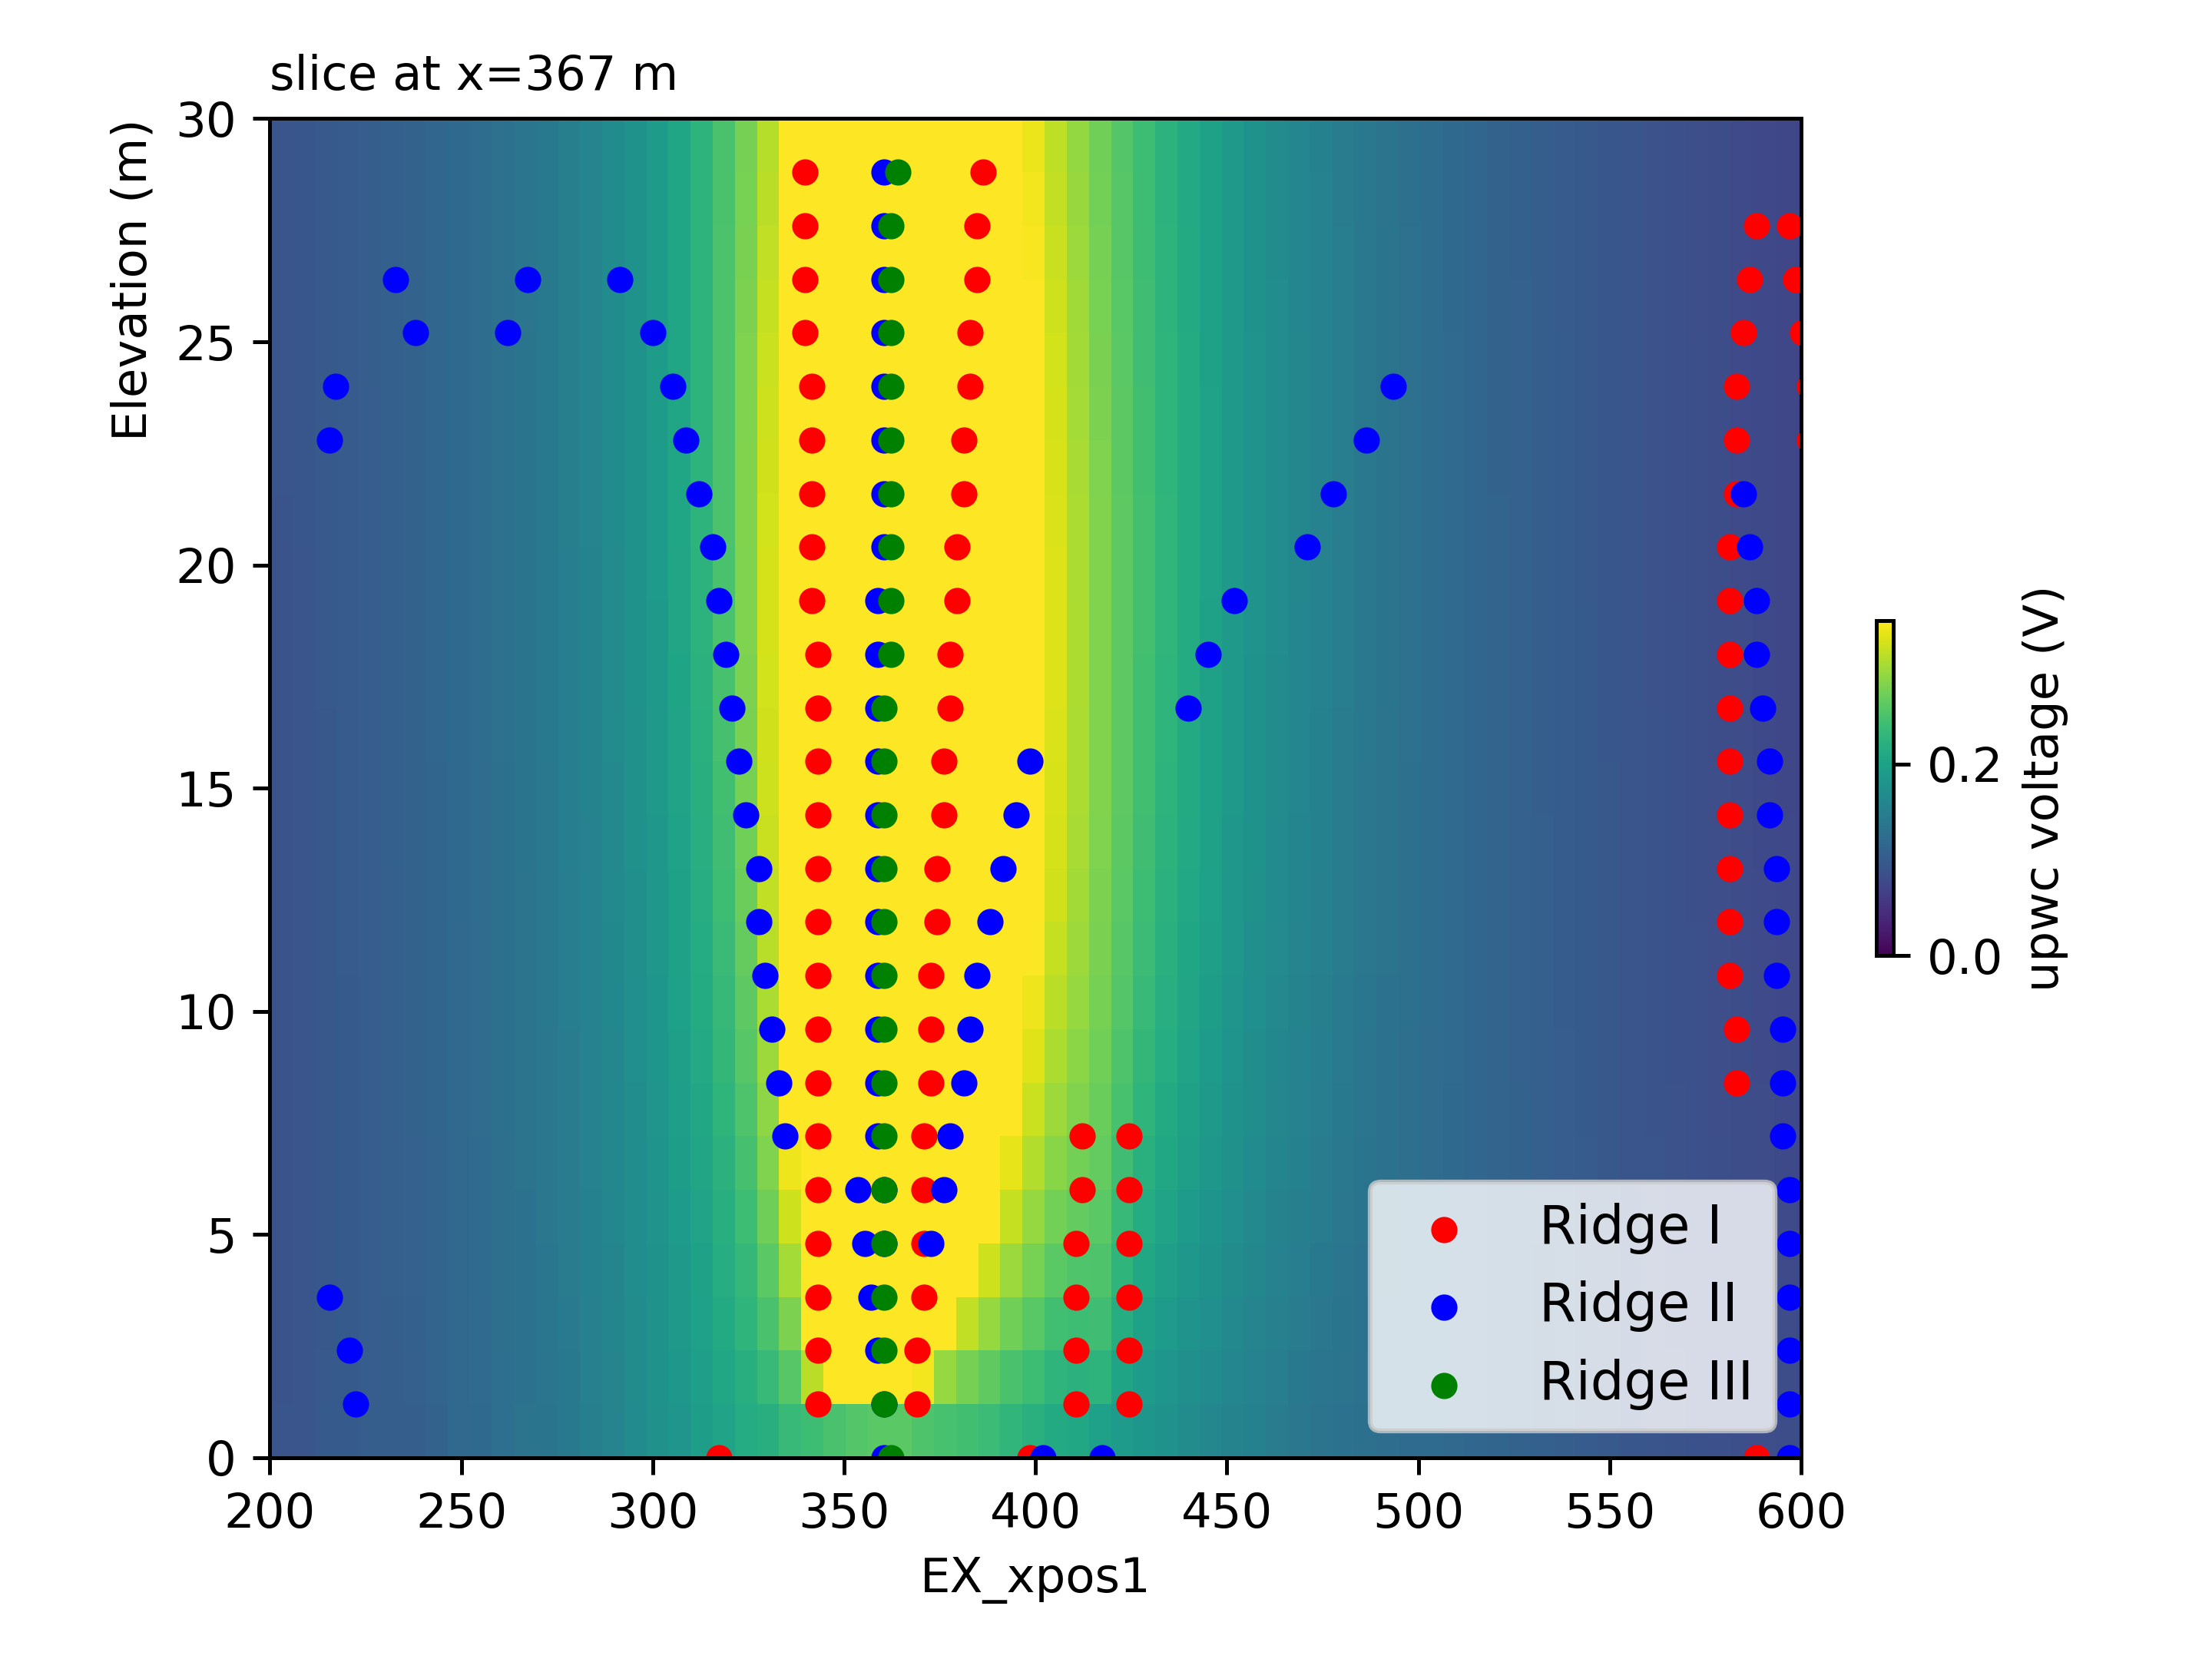 slice at x=367 m
Elevation (m)
30
25
20
15
10
5
0
200 250 300 350 400 450 500 550 600
EX_xpos1
Ridge I
Ridge II
Ridge III
0.2
0.0
upwc voltage (V)